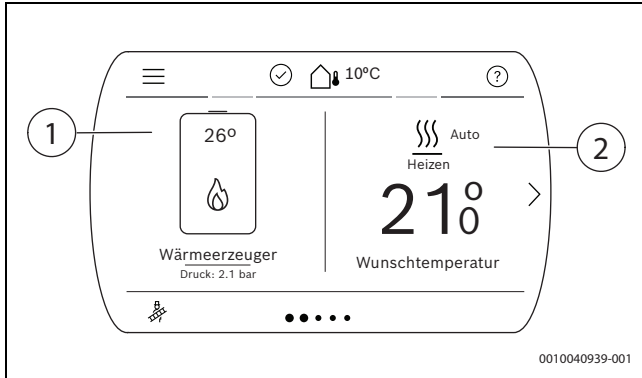 10°C
?
1
26°
Auto
Heizen
2
21°0
Wärmeerzeuger
Druck: 2.1 bar
Wunschtemperatur
0010040939-001